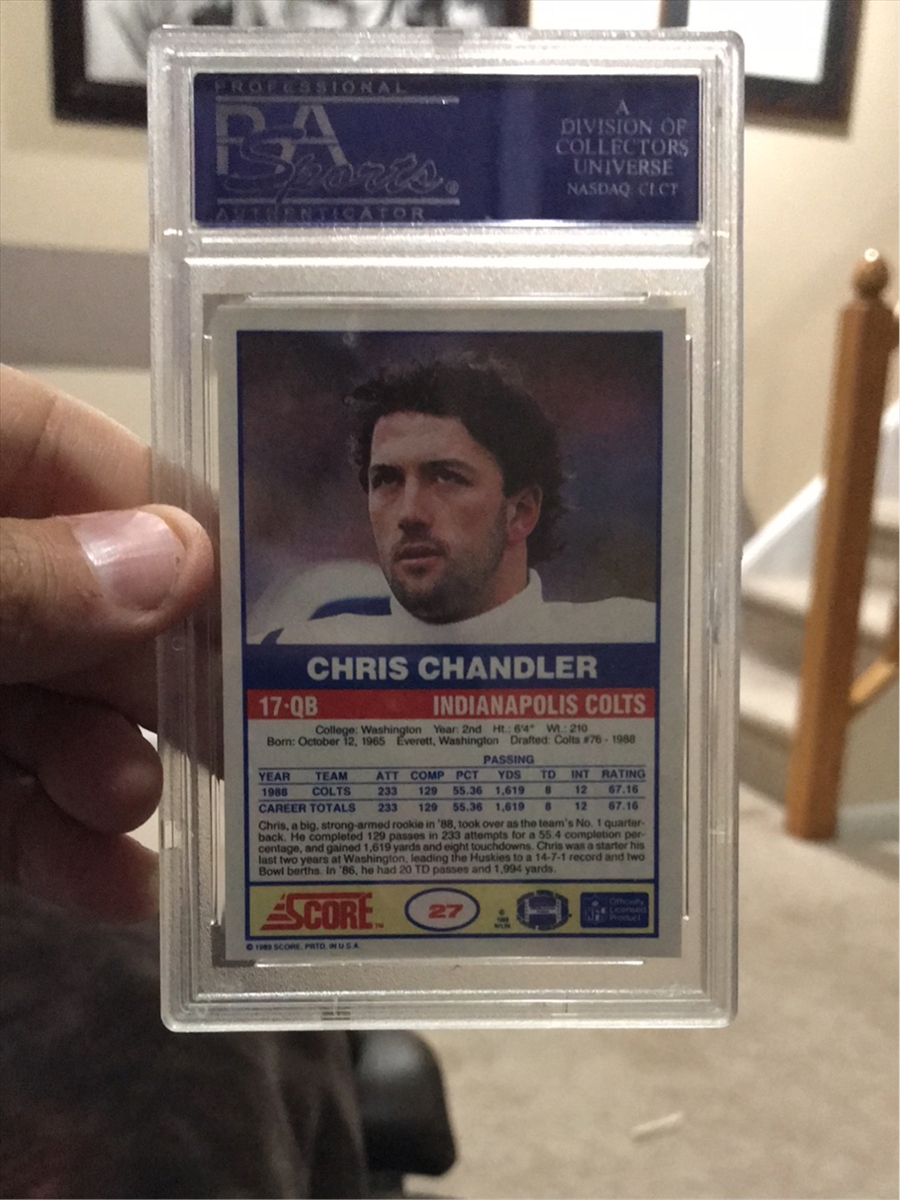 PROFESSIONAL
PSA
Sports®
AUTHENTICATOR
A
DIVISION OF
COLLECTORS
UNIVERSE
NASDAQ: CLCT
CHRIS CHANDLER
17·QB INDIANAPOLIS COLTS
College: Washington Year: 2nd Ht.: 6'4" Wt.: 210
Born: October 12, 1965 Everett, Washington Drafted: Colts #76 - 1988
PASSING
YEAR TEAM ATT COMP PCT YDS TD INT RATING
1988 COLTS 233 129 55.36 1,619 8 12 67.16
CAREER TOTALS 233 129 55.36 1,619 8 12 67.16
Chris, a big, strong-armed rookie in '88, took over as the team's No. 1 quarter-
back. He completed 129 passes in 233 attempts for a 55.4 completion per-
centage, and gained 1,619 yards and eight touchdowns. Chris was a starter his
last two years at Washington, leading the Huskies to a 14-7-1 record and two
Bowl berths. In '86, he had 20 TD passes and 1,994 yards.
SCORE™ 27
Officially
Licensed
Product
© 1989 SCORE, PRTD. IN U.S.A.